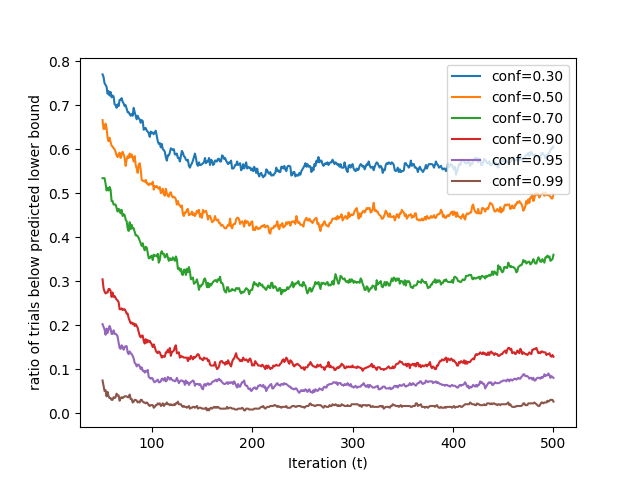 0.8
0.7
0.6
0.5
0.4
0.3
0.2
0.1
0.0
ratio of trials below predicted lower bound
conf=0.30
conf=0.50
conf=0.70
conf=0.90
conf=0.95
conf=0.99
100 200 300 400 500
Iteration (t)